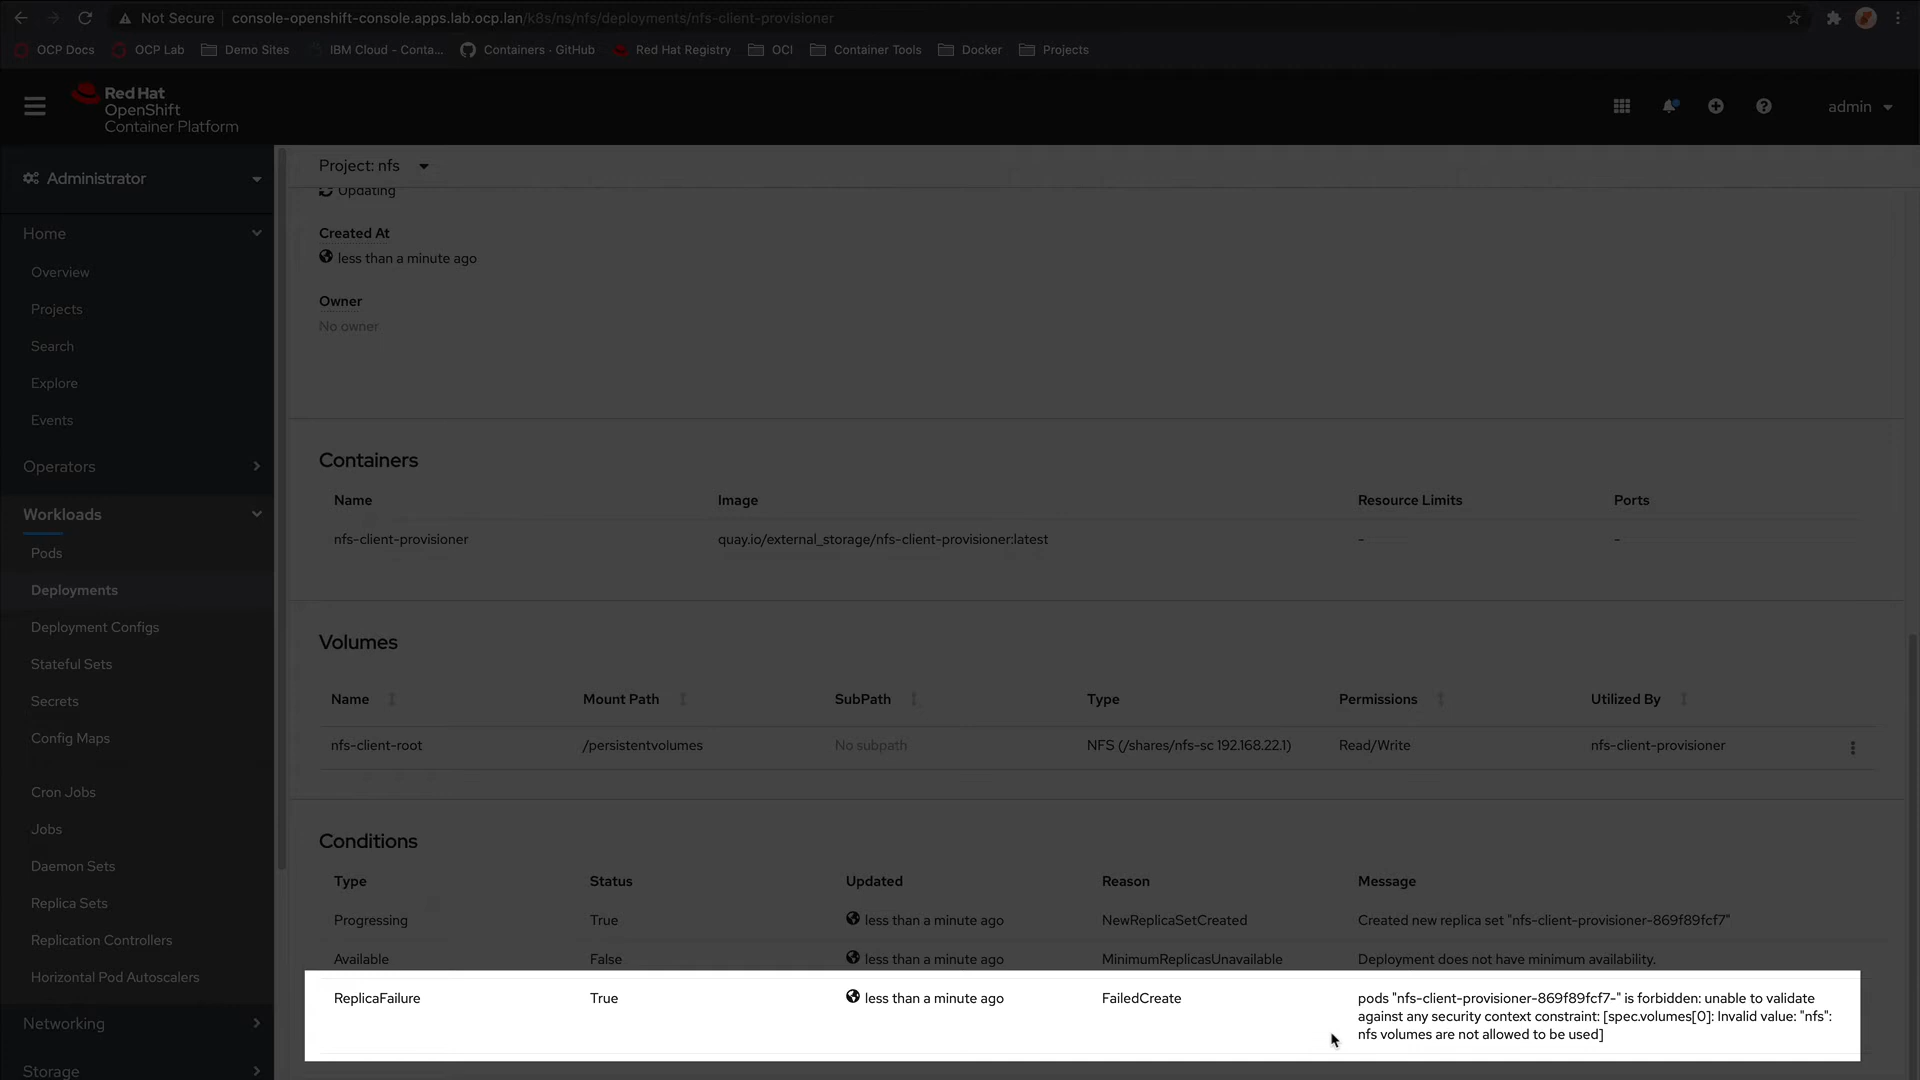 Not Secure console-openshift-console.apps.lab.ocp.lan/k8s/ns/nfs/deployments/nfs-client-provisioner
OCP Docs OCP Lab Demo Sites IBM Cloud - Conta... Containers · GitHub Red Hat Registry OCI Container Tools Docker Projects
Red Hat
OpenShift
Container Platform
admin
Administrator
Home
Overview
Projects
Search
Explore
Events
Operators
Workloads
Pods
Deployments
Deployment Configs
Stateful Sets
Secrets
Config Maps
Cron Jobs
Jobs
Daemon Sets
Replica Sets
Replication Controllers
Horizontal Pod Autoscalers
Networking
Storage
Project: nfs
Updating
Created At
less than a minute ago
Owner
No owner
Containers
Name Image Resource Limits Ports
nfs-client-provisioner quay.io/external_storage/nfs-client-provisioner:latest - -
Volumes
Name Mount Path SubPath Type Permissions Utilized By
nfs-client-root /persistentvolumes No subpath NFS (/shares/nfs-sc 192.168.22.1) Read/Write nfs-client-provisioner
Conditions
Type Status Updated Reason Message
Progressing True less than a minute ago NewReplicaSetCreated Created new replica set "nfs-client-provisioner-869f89fcf7"
Available False less than a minute ago MinimumReplicasUnavailable Deployment does not have minimum availability.
ReplicaFailure True less than a minute ago FailedCreate pods "nfs-client-provisioner-869f89fcf7-" is forbidden: unable to validate
against any security context constraint: [spec.volumes[0]: Invalid value: "nfs":
nfs volumes are not allowed to be used]